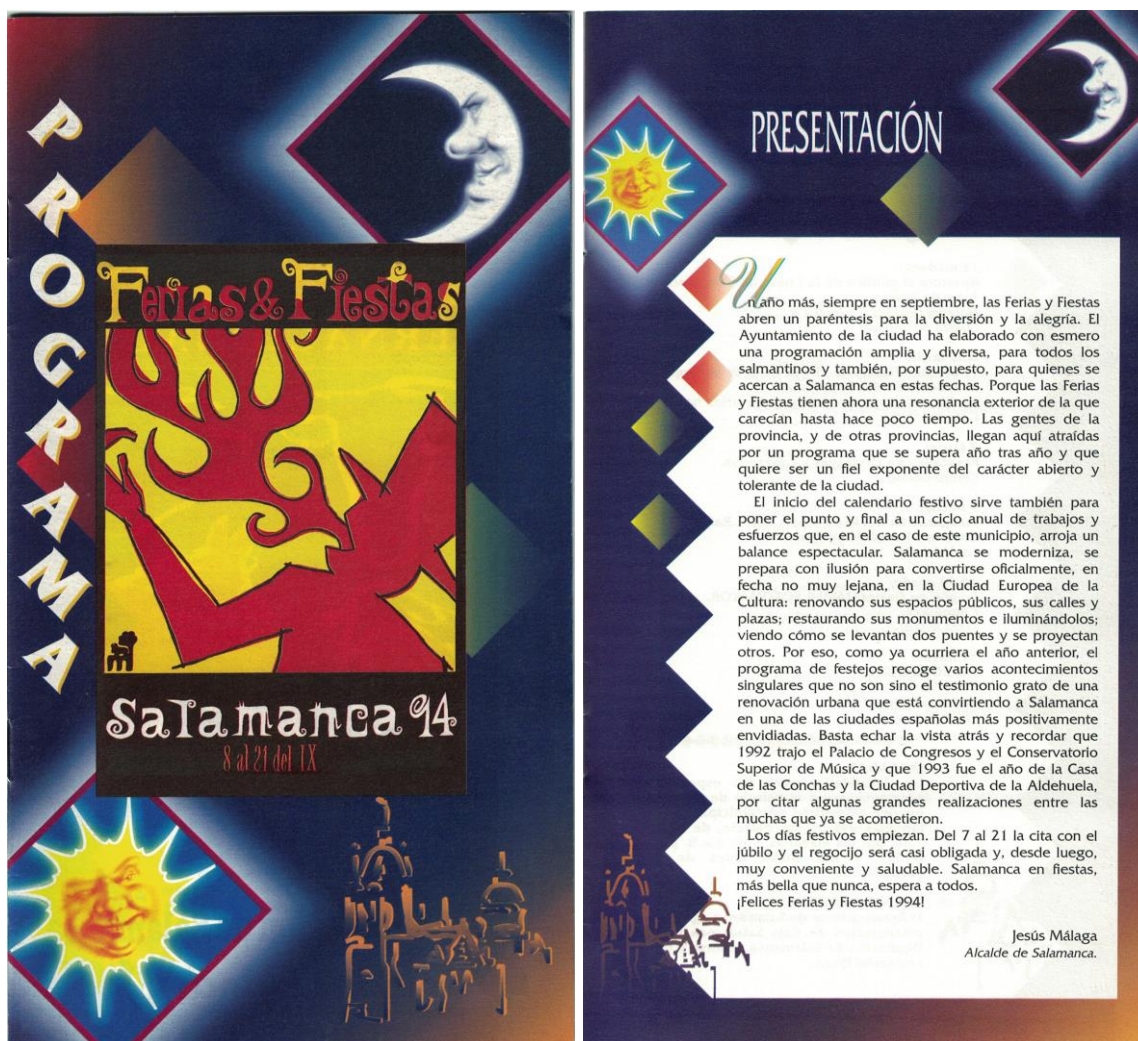 PROGRAMA
Ferias & Fiestas
Salamanca 94
8 al 21 del IX
PRESENTACIÓN
Un año más, siempre en septiembre, las Ferias y Fiestas
abren un paréntesis para la diversión y la alegría. El
Ayuntamiento de la ciudad ha elaborado con esmero
una programación amplia y diversa, para todos los
salmantinos y también, por supuesto, para quienes se
acercan a Salamanca en estas fechas. Porque las Ferias
y Fiestas tienen ahora una resonancia exterior de la que
carecían hasta hace poco tiempo. Las gentes de la
provincia, y de otras provincias, llegan aquí atraídas
por un programa que se supera año tras año y que
quiere ser un fiel exponente del carácter abierto y
tolerante de la ciudad.
El inicio del calendario festivo sirve también para
poner el punto y final a un ciclo anual de trabajos y
esfuerzos que, en el caso de este municipio, arroja un
balance espectacular. Salamanca se moderniza, se
prepara con ilusión para convertirse oficialmente, en
fecha no muy lejana, en la Ciudad Europea de la
Cultura: renovando sus espacios públicos, sus calles y
plazas; restaurando sus monumentos e iluminándolos;
viendo cómo se levantan dos puentes y se proyectan
otros. Por eso, como ya ocurriera el año anterior, el
programa de festejos recoge varios acontecimientos
singulares que no son sino el testimonio grato de una
renovación urbana que está convirtiendo a Salamanca
en una de las ciudades españolas más positivamente
envidiadas. Basta echar la vista atrás y recordar que
1992 trajo el Palacio de Congresos y el Conservatorio
Superior de Música y que 1993 fue el año de la Casa
de las Conchas y la Ciudad Deportiva de la Aldehuela,
por citar algunas grandes realizaciones entre las
muchas que ya se acometieron.
Los días festivos empiezan. Del 7 al 21 la cita con el
júbilo y el regocijo será casi obligada y, desde luego,
muy conveniente y saludable. Salamanca en fiestas,
más bella que nunca, espera a todos.
¡Felices Ferias y Fiestas 1994!
Jesús Málaga
Alcalde de Salamanca.